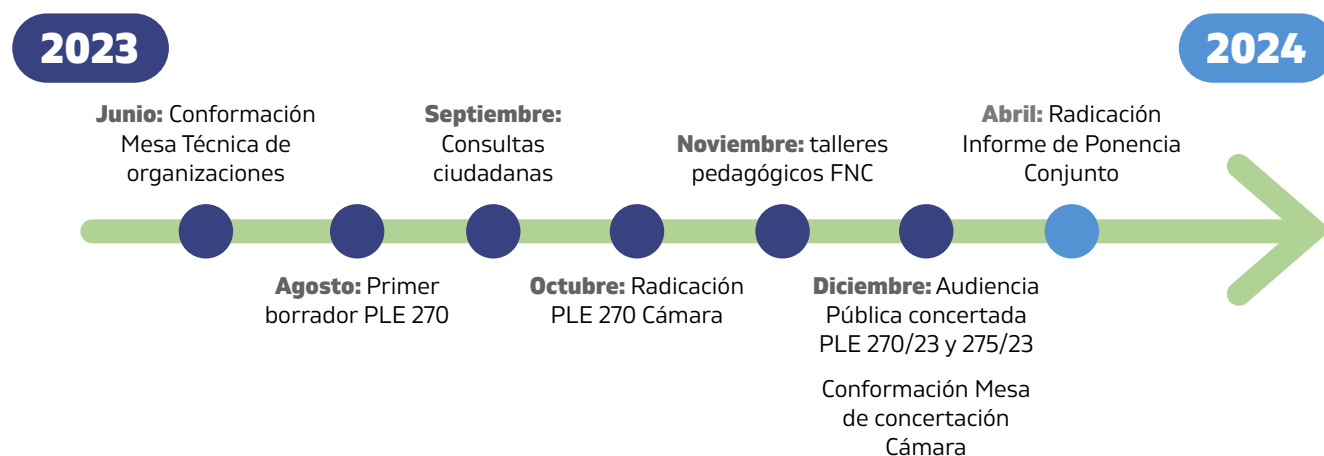 2023
2024
Junio: Conformación
Mesa Técnica de
organizaciones
Septiembre:
Consultas
ciudadanas
Noviembre: talleres
pedagógicos FNC
Abril: Radicación
Informe de Ponencia
Conjunto
Agosto: Primer
borrador PLE 270
Octubre: Radicación
PLE 270 Cámara
Diciembre: Audiencia
Pública concertada
PLE 270/23 y 275/23
Conformación Mesa
de concertación
Cámara